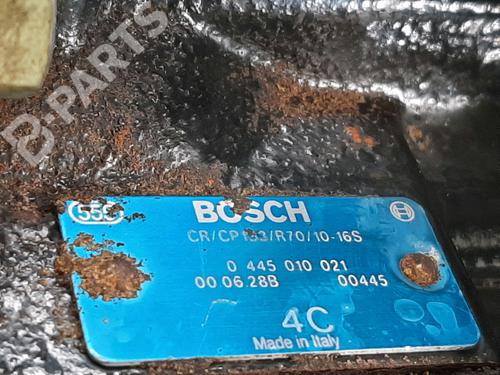 B-PARTS
BOSCH
CR/CP1S3/R70/10-16S
0 445 010 021
00 06 28B 00445
4C
Made in Italy